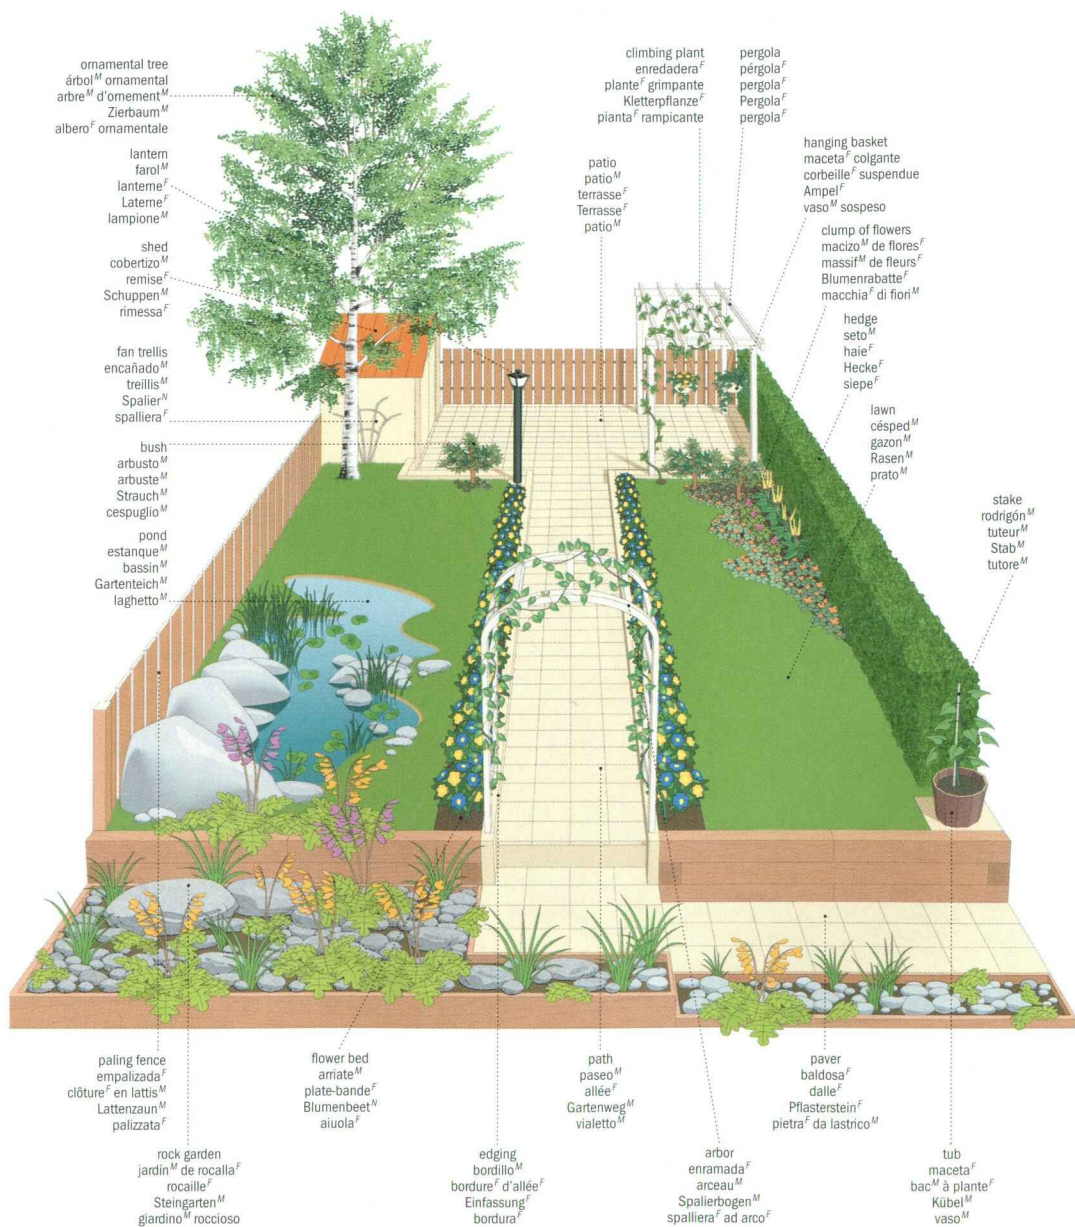 ornamental tree
árbolᴹ ornamental
arbreᴹ d'ornementᴹ
Zierbaumᴹ
alberoᶠ ornamentale
lantern
farolᴹ
lanterneᶠ
Laterneᶠ
lampioneᴹ
shed
cobertizoᴹ
remiseᶠ
Schuppenᴹ
rimessaᶠ
fan trellis
encañadoᴹ
treillisᴹ
Spalierᴺ
spallieraᶠ
bush
arbustoᴹ
arbusteᴹ
Strauchᴹ
cespuglioᴹ
pond
estanqueᴹ
bassinᴹ
Gartenteichᴹ
laghettoᴹ
climbing plant
enredaderaᶠ
planteᶠ grimpante
Kletterpflanzeᶠ
piantaᶠ rampicante
pergola
pérgolaᶠ
pergolaᶠ
Pergolaᶠ
pergolaᶠ
patio
patioᴹ
terrasseᶠ
Terrasseᶠ
patioᴹ
hanging basket
macetaᶠ colgante
corbeilleᶠ suspendue
Ampelᶠ
vasoᴹ sospeso
clump of flowers
macizoᴹ de floresᶠ
massifᴹ de fleursᶠ
Blumenrabatteᶠ
macchiaᶠ di fioriᴹ
hedge
setoᴹ
haieᶠ
Heckeᶠ
siepeᶠ
lawn
céspedᴹ
gazonᴹ
Rasenᴹ
pratoᴹ
stake
rodrigónᴹ
tuteurᴹ
Stabᴹ
tutoreᴹ
paling fence
empalizadaᶠ
clôtureᶠ en lattisᴹ
Lattenzaunᴹ
palizzataᶠ
flower bed
arriateᴹ
plate-bandeᶠ
Blumenbeetᴺ
aiuolaᶠ
path
paseoᴹ
alléeᶠ
Gartenwegᴹ
vialettoᴹ
paver
baldosaᶠ
dalleᶠ
Pflastersteinᶠ
pietraᶠ da lastricoᴹ
rock garden
jardínᴹ de rocallaᶠ
rocailleᶠ
Steingartenᴹ
giardinoᴹ roccioso
edging
bordilloᴹ
bordureᶠ d'alléeᶠ
Einfassungᶠ
borduraᶠ
arbor
enramadaᶠ
arceauᴹ
Spalierbogenᴹ
spallieraᶠ ad arcoᶠ
tub
macetaᶠ
bacᴹ à planteᶠ
Kübelᴹ
vasoᴹ